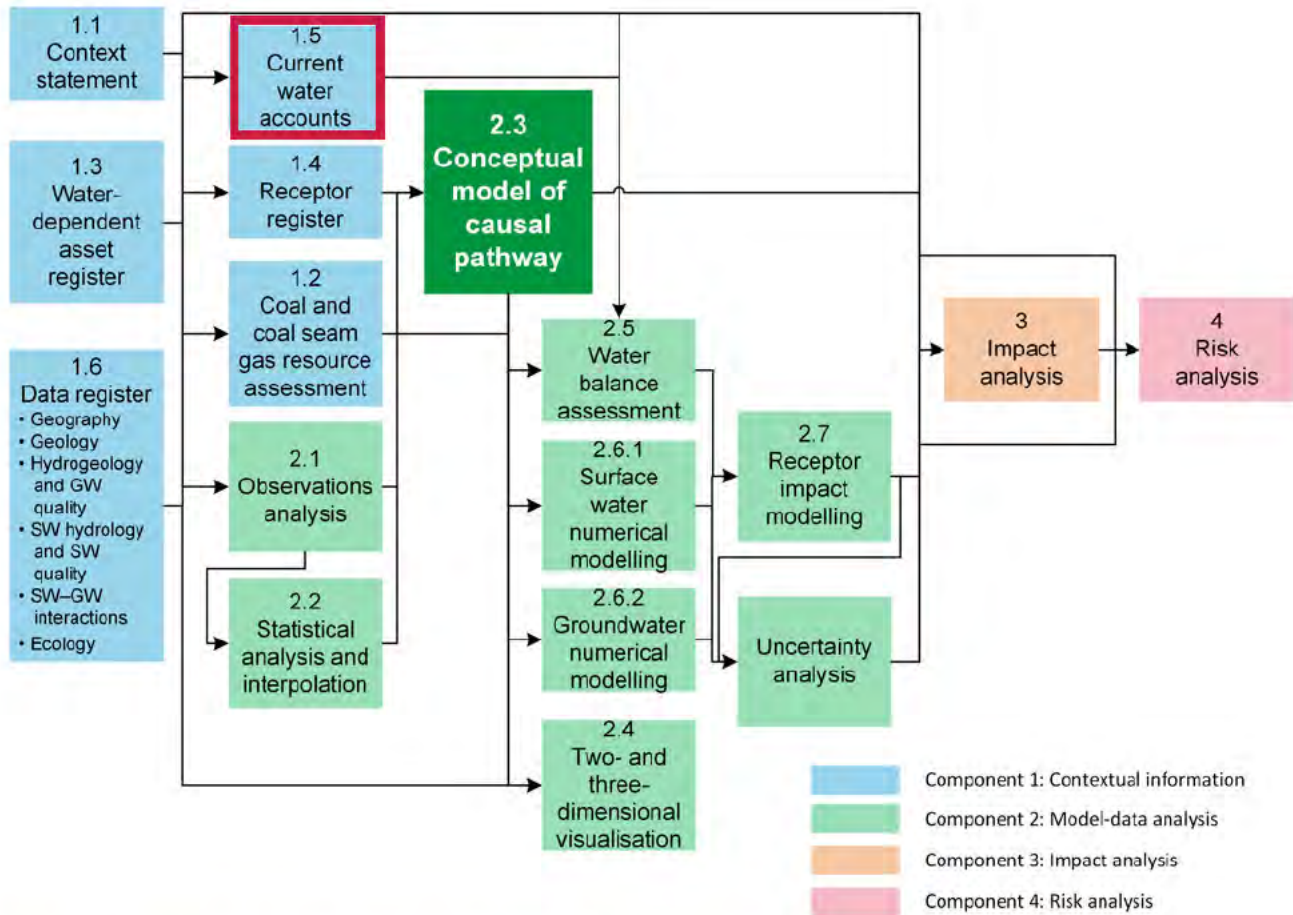 1.1
Context
statement
1.5
Current
water
accounts
1.3
Water-
dependent
asset
register
1.4
Receptor
register
2.3
Conceptual
model of
causal
pathway
1.2
Coal and
coal seam
gas resource
assessment
1.6
Data register
• Geography
• Geology
• Hydrogeology
and GW
quality
• SW hydrology
and SW
quality
• SW–GW
interactions
• Ecology
2.1
Observations
analysis
2.2
Statistical
analysis and
interpolation
2.5
Water
balance
assessment
2.6.1
Surface
water
numerical
modelling
2.6.2
Groundwater
numerical
modelling
2.4
Two- and
three-
dimensional
visualisation
2.7
Receptor
impact
modelling
Uncertainty
analysis
3
Impact
analysis
4
Risk
analysis
Component 1: Contextual information
Component 2: Model-data analysis
Component 3: Impact analysis
Component 4: Risk analysis